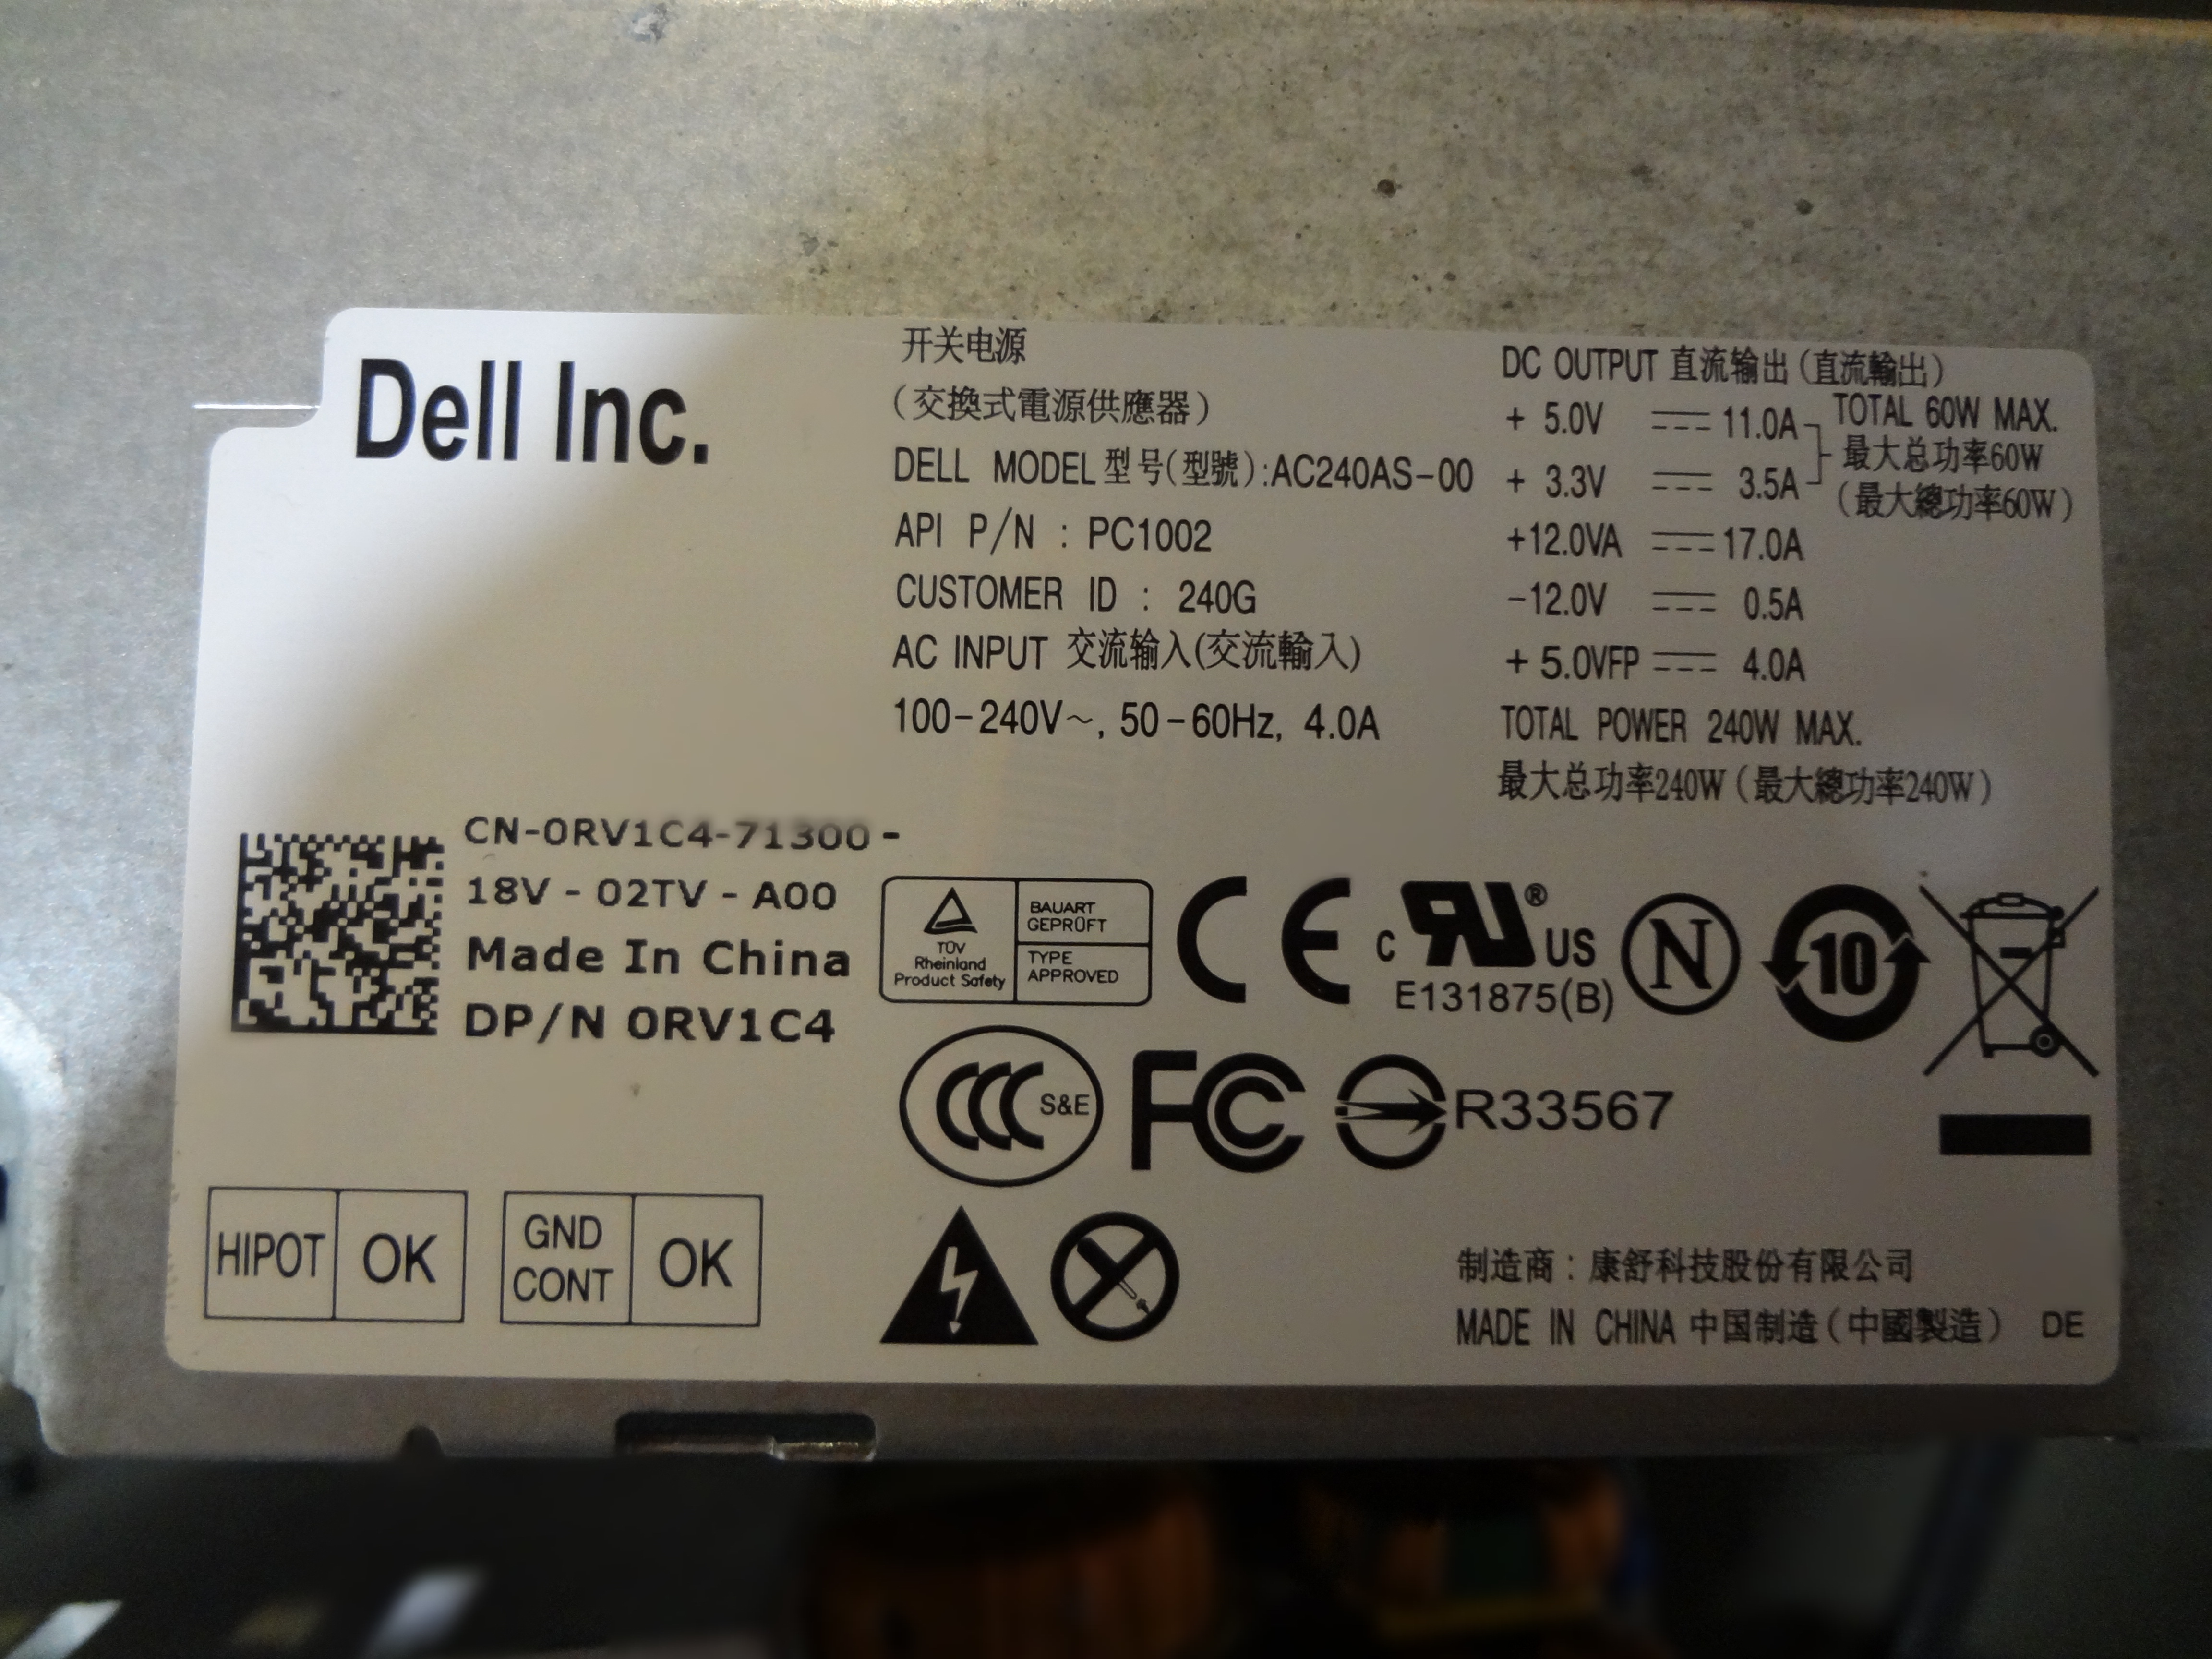 Dell Inc.
开关电源
(交換式電源供應器)
DELL MODEL 型号(型號):AC240AS-00
API P/N : PC1002
CUSTOMER ID : 240G
AC INPUT 交流输入(交流輸入)
100-240V~, 50-60Hz, 4.0A
DC OUTPUT 直流输出(直流輸出)
+ 5.0V 11.0A
+ 3.3V 3.5A
TOTAL 60W MAX.
最大总功率60W
(最大總功率60W)
+12.0VA 17.0A
-12.0V 0.5A
+ 5.0VFP 4.0A
TOTAL POWER 240W MAX.
最大总功率240W(最大總功率240W)
CN-0RV1C4-71300-
18V - 02TV - A00
Made In China
DP/N 0RV1C4
TÜV
Rheinland
Product Safety
BAUART
GEPRÜFT
TYPE
APPROVED
CE
c RU® US
E131875(B)
N
10
CCC S&E
FC
R33567
HIPOT OK
GND
CONT
OK
制造商:康舒科技股份有限公司
MADE IN CHINA 中国制造(中國製造) DE